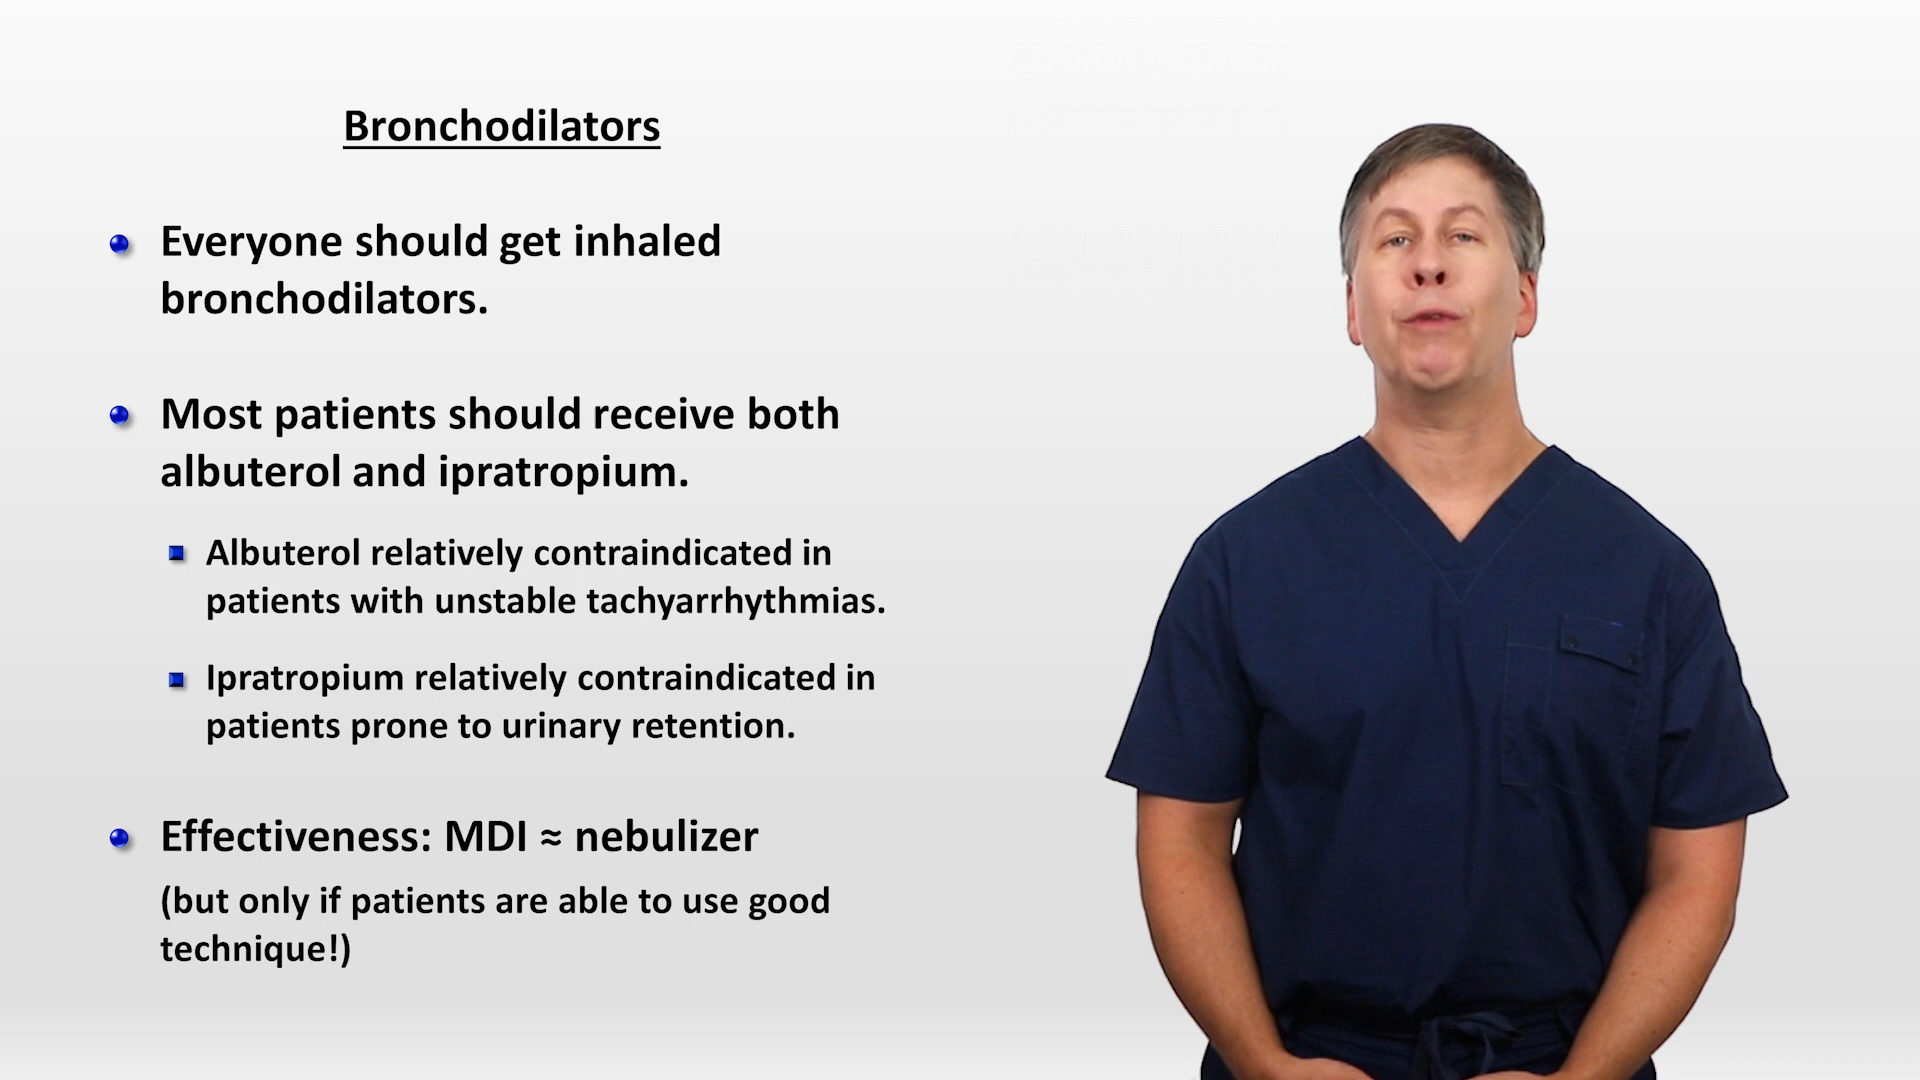 Bronchodilators
Everyone should get inhaled
bronchodilators.
Most patients should receive both
albuterol and ipratropium.
Albuterol relatively contraindicated in
patients with unstable tachyarrhythmias.
Ipratropium relatively contraindicated in
patients prone to urinary retention.
Effectiveness: MDI ≈ nebulizer
(but only if patients are able to use good
technique!)